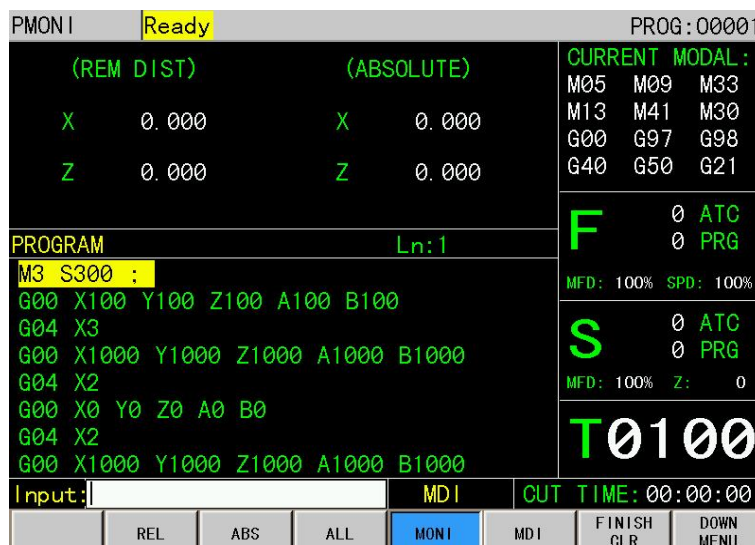 PMONI Ready PROG:O0001
(REM DIST) (ABSOLUTE)
X 0.000 X 0.000
Z 0.000 Z 0.000
CURRENT MODAL:
M05 M09 M33
M13 M41 M30
G00 G97 G98
G40 G50 G21
F 0 ATC
0 PRG
MFD: 100% SPD: 100%
PROGRAM Ln:1
M3 S300 ;
G00 X100 Y100 Z100 A100 B100
G04 X3
G00 X1000 Y1000 Z1000 A1000 B1000
G04 X2
G00 X0 Y0 Z0 A0 B0
G04 X2
G00 X1000 Y1000 Z1000 A1000 B1000
S 0 ATC
0 PRG
MFD: 100% Z: 0
T0100
Input: MDI CUT TIME:00:00:00
REL ABS ALL MONI MDI FINISH CLR DOWN MENU